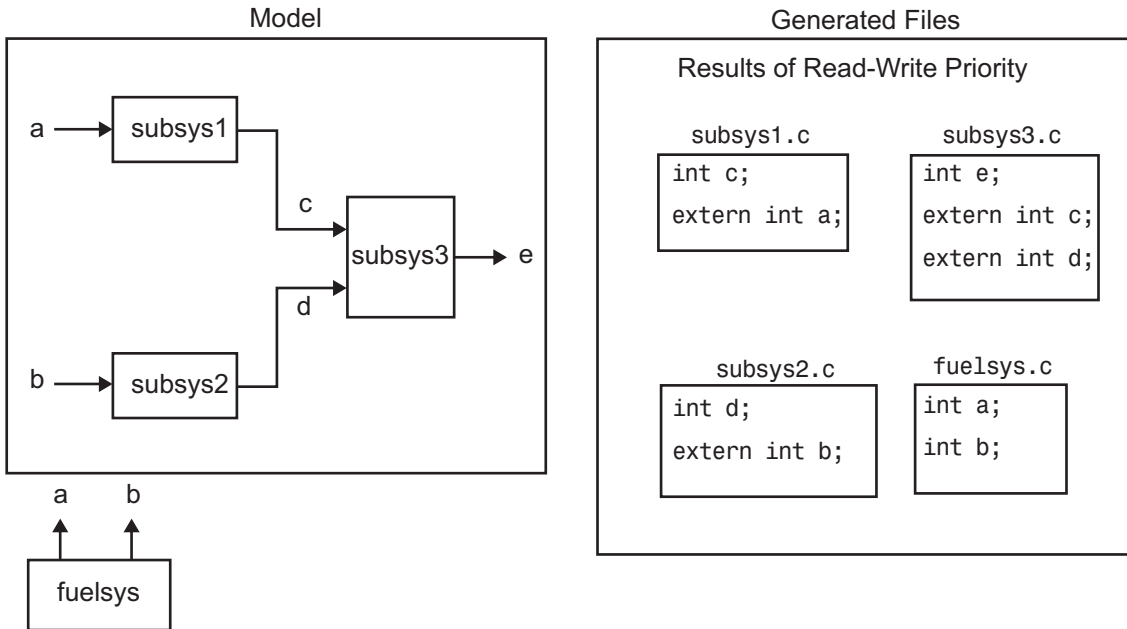 Model
a
subsys1
c
subsys3
e
d
b
subsys2
a b
fuelsys
Generated Files
Results of Read-Write Priority
subsys1.c
int c;
extern int a;
subsys3.c
int e;
extern int c;
extern int d;
subsys2.c
int d;
extern int b;
fuelsys.c
int a;
int b;